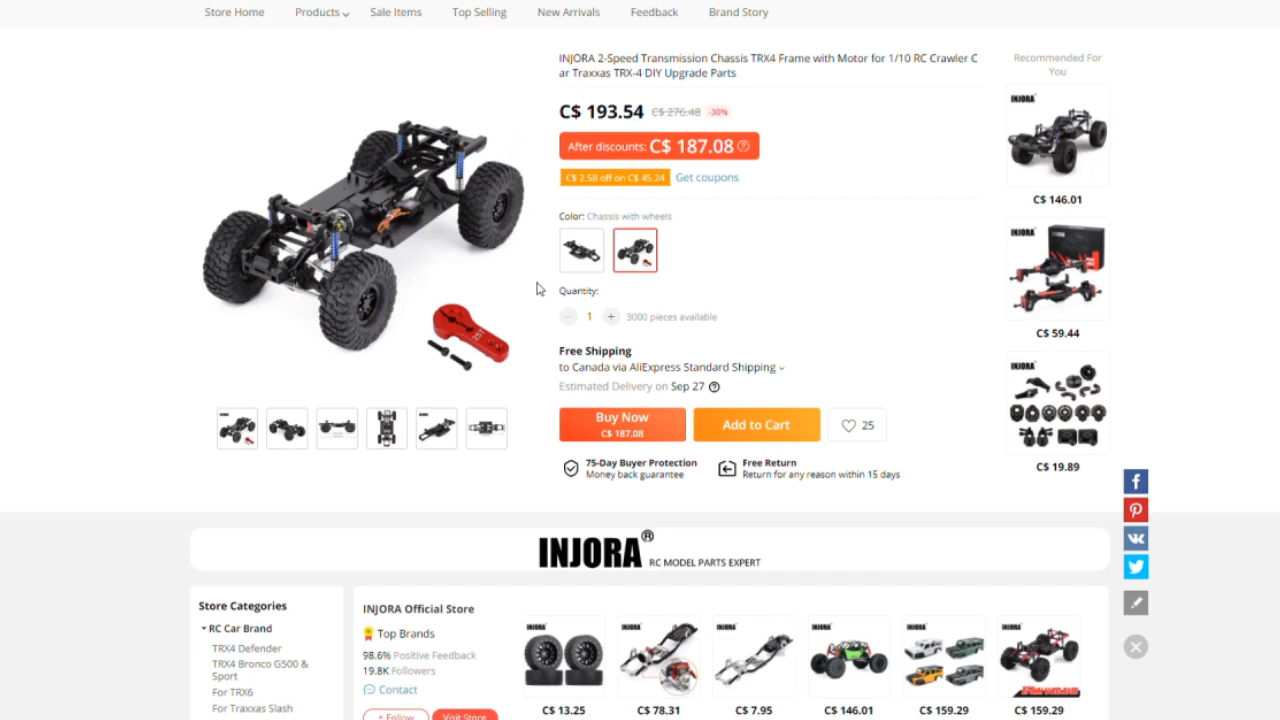 Store Home Products Sale Items Top Selling New Arrivals Feedback Brand Story
INJORA 2-Speed Transmission Chassis TRX4 Frame with Motor for 1/10 RC Crawler C
ar Traxxas TRX-4 DIY Upgrade Parts
C$ 193.54 C$ 276.48 -30%
After discounts: C$ 187.08
C$ 2.58 off on C$ 45.24 Get coupons
Color: Chassis with wheels
Quantity:
1 + 3000 pieces available
Free Shipping
to Canada via AliExpress Standard Shipping
Estimated Delivery on Sep 27
Buy Now
C$ 187.08
Add to Cart
25
75-Day Buyer Protection
Money back guarantee
Free Return
Return for any reason within 15 days
Recommended For
You
INJORA
C$ 146.01
INJORA
C$ 59.44
INJORA
C$ 19.89
INJORA® RC MODEL PARTS EXPERT
Store Categories
RC Car Brand
TRX4 Defender
TRX4 Bronco G500 &
Sport
For TRX6
For Traxxas Slash
INJORA Official Store
Top Brands
98.6% Positive Feedback
19.8K Followers
Contact
+ Follow Visit Store
INJORA INJORA INJORA INJORA INJORA INJORA
C$ 13.25 C$ 78.31 C$ 7.95 C$ 146.01 C$ 159.29 C$ 159.29